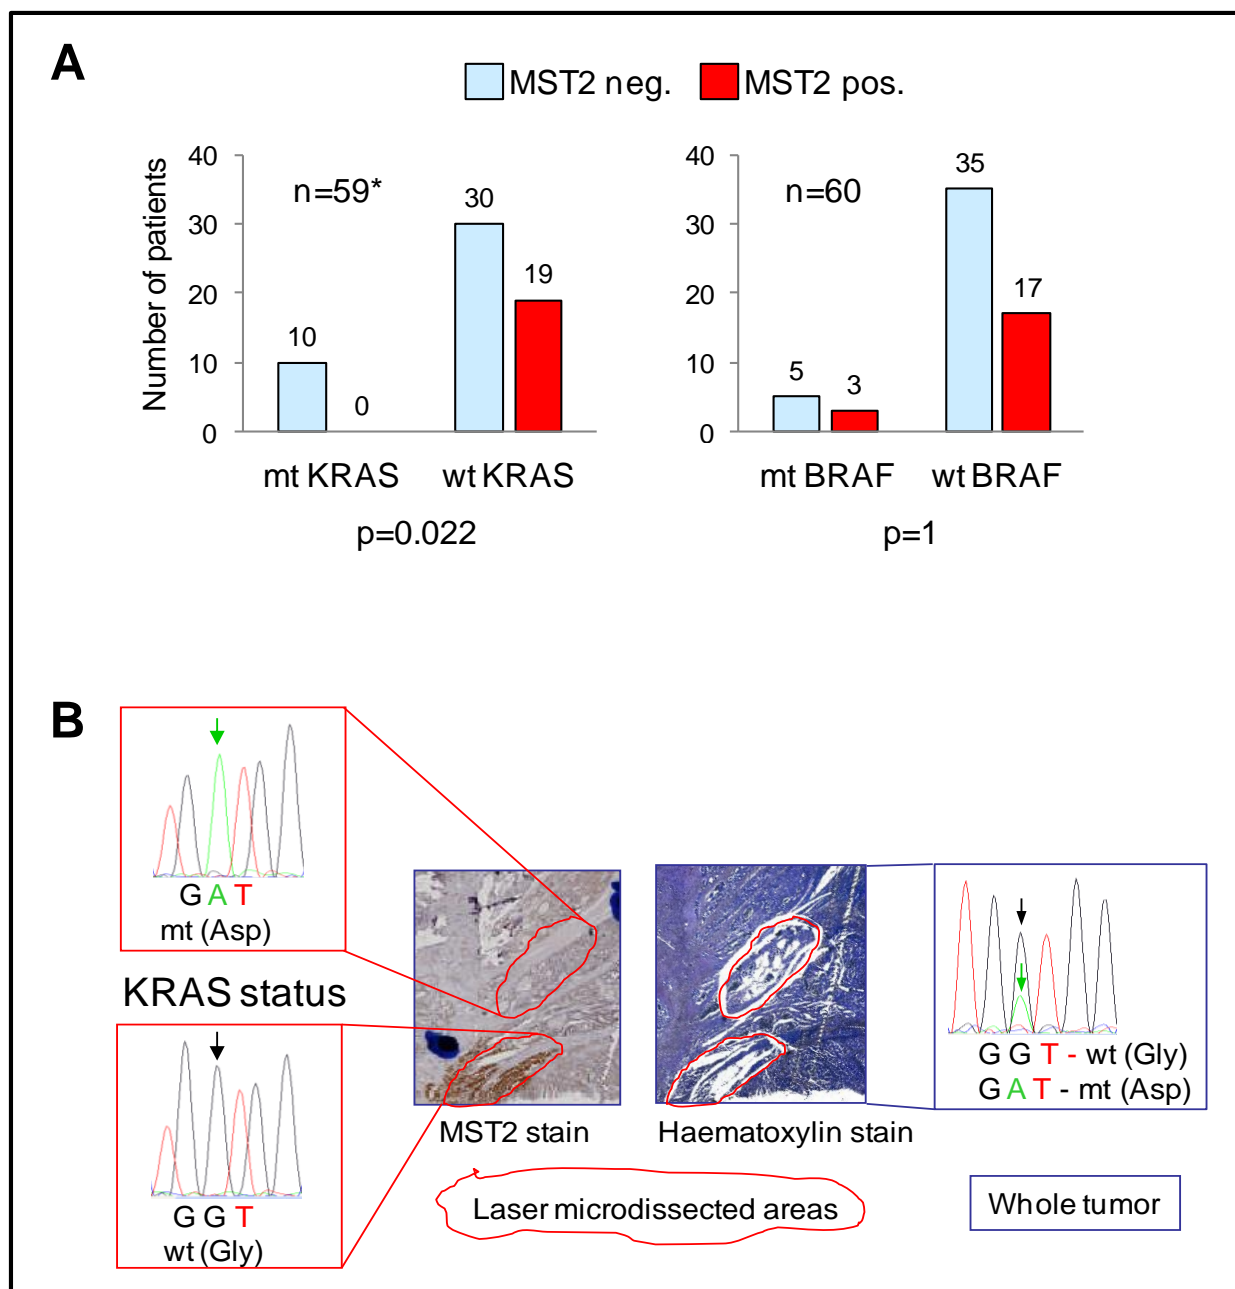 A
MST2 neg. MST2 pos.
Number of patients
40
30
20
10
0
n=59*
10
0
30
19
mt KRAS wt KRAS
p=0.022
40
30
20
10
0
n=60
5
3
35
17
mt BRAF wt BRAF
p=1
B
G A T
mt (Asp)
KRAS status
G G T
wt (Gly)
MST2 stain
Haematoxylin stain
G G T - wt (Gly)
G A T - mt (Asp)
Laser microdissected areas
Whole tumor